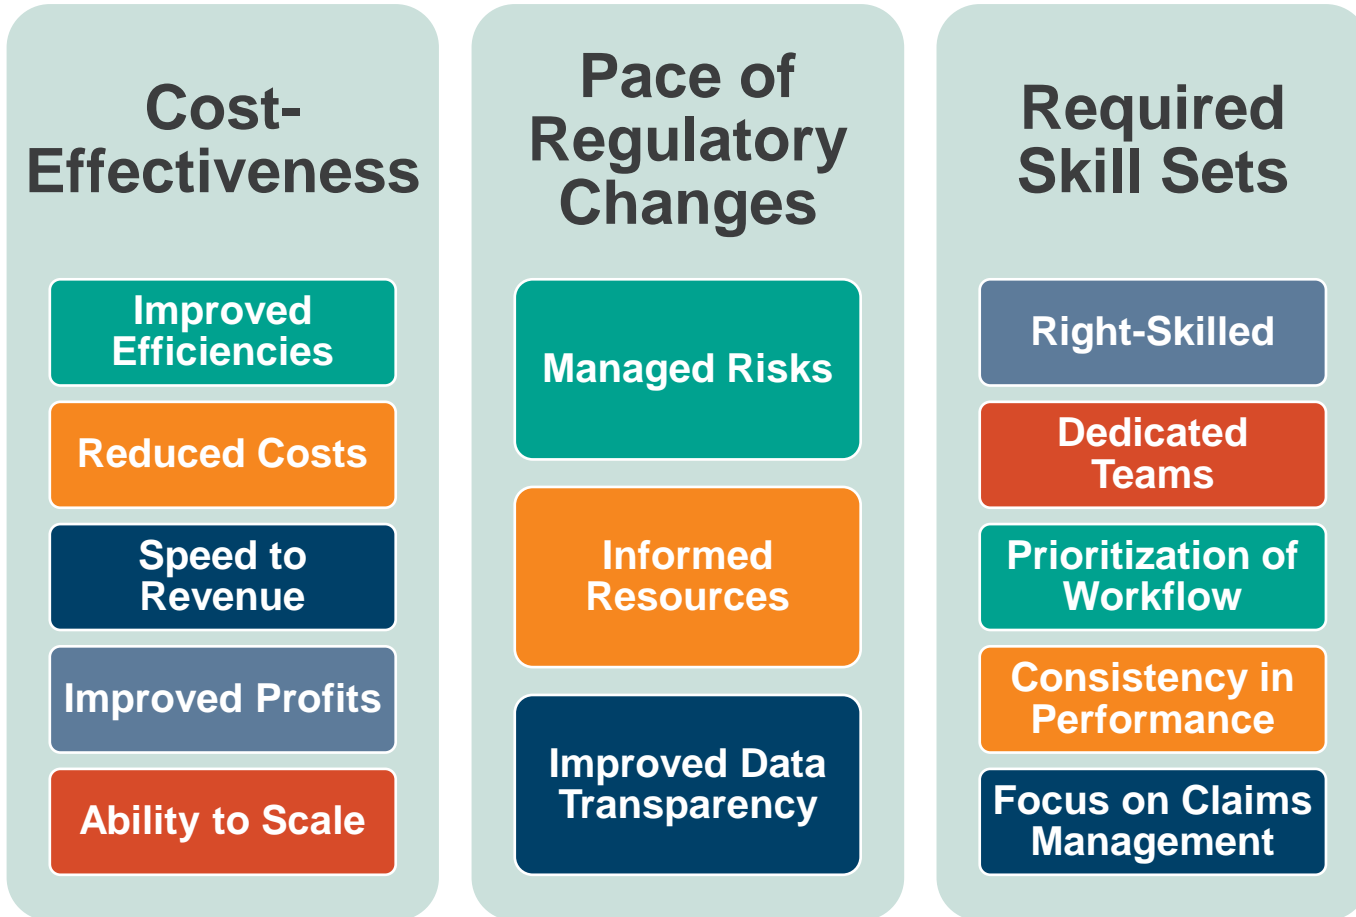 Cost-
Effectiveness
Improved
Efficiencies
Reduced Costs
Speed to
Revenue
Improved Profits
Ability to Scale
Pace of
Regulatory
Changes
Managed Risks
Informed
Resources
Improved Data
Transparency
Required
Skill Sets
Right-Skilled
Dedicated
Teams
Prioritization of
Workflow
Consistency in
Performance
Focus on Claims
Management